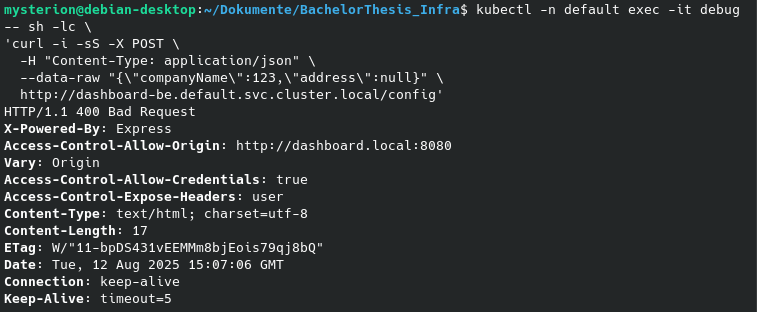 mysterion@debian-desktop:~/Dokumente/BachelorThesis_Infra$ kubectl -n default exec -it debug
-- sh -lc \
'curl -i -sS -X POST \
  -H "Content-Type: application/json" \
  --data-raw "{\"companyName\":123,\"address\":null}" \
  http://dashboard-be.default.svc.cluster.local/config'
HTTP/1.1 400 Bad Request
X-Powered-By: Express
Access-Control-Allow-Origin: http://dashboard.local:8080
Vary: Origin
Access-Control-Allow-Credentials: true
Access-Control-Expose-Headers: user
Content-Type: text/html; charset=utf-8
Content-Length: 17
ETag: W/"11-bpDS431vEEMMm8bjEois79qj8bQ"
Date: Tue, 12 Aug 2025 15:07:06 GMT
Connection: keep-alive
Keep-Alive: timeout=5